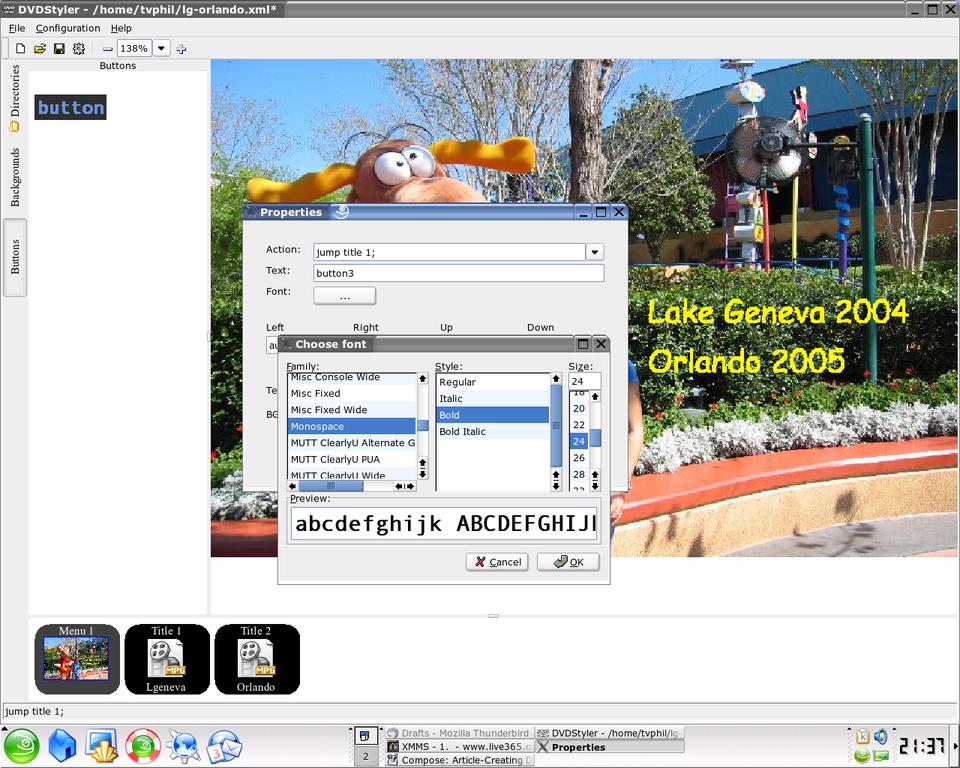 DVDStyler - /home/tvphil/lg-orlando.xml*
File Configuration Help
138%
Directories
Backgrounds
Buttons
Buttons
button
Lake Geneva 2004
Orlando 2005
Properties
Action: jump title 1;
Text: button3
Font: ...
Left Right Up Down
Choose font
Family: Style: Size:
24
Misc Console Wide
Misc Fixed
Misc Fixed Wide
Monospace
MUTT ClearlyU Alternate G
MUTT ClearlyU PUA
MUTT ClearlyU Wide
Regular
Italic
Bold
Bold Italic
18
20
22
24
26
28
32
Preview:
abcdefghijk ABCDEFGHIJ
Cancel OK
Menu 1
Title 1
MPG
Lgeneva
Title 2
MPG
Orlando
jump title 1;
2
Drafts - Mozilla Thunderbird
XMMS - 1. - www.live365.
Compose: Article-Creating D
DVDStyler - /home/tvphil/lg-
Properties
21:37